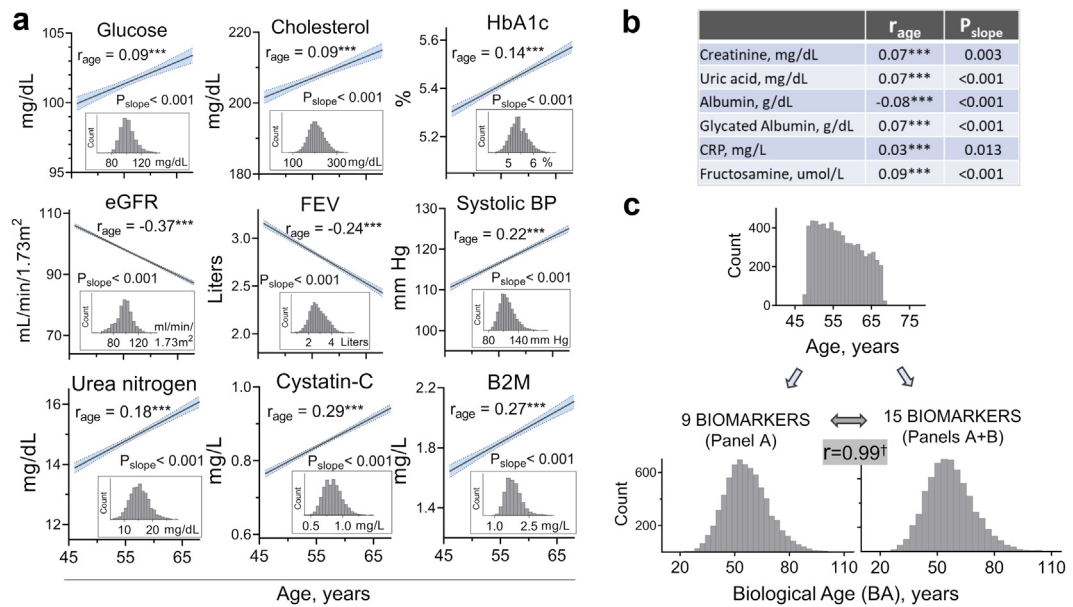 a
Glucose
Cholesterol
HbA1c
105
100
95
mg/dL
r_age = 0.09***
P_slope < 0.001
Count
80 120 mg/dL
220
200
180
mg/dL
r_age = 0.09***
P_slope < 0.001
Count
100 300 mg/dL
5.6
5.4
5.2
%
r_age = 0.14***
P_slope < 0.001
Count
5 6 %
eGFR
FEV
Systolic BP
110
90
70
mL/min/1.73m²
r_age = -0.37***
P_slope < 0.001
Count
ml/min/
80 120 1.73m²
3.0
2.5
2.0
Liters
r_age = -0.24***
P_slope < 0.001
Count
2 4 Liters
130
120
110
100
mm Hg
r_age = 0.22***
P_slope < 0.001
Count
80 140 mm Hg
Urea nitrogen
Cystatin-C
B2M
16
14
12
mg/dL
r_age = 0.18***
P_slope < 0.001
Count
10 20 mg/dL
45 55 65
1.0
0.8
0.6
mg/L
r_age = 0.29***
P_slope < 0.001
Count
0.5 1.0 mg/L
45 55 65
2.2
1.8
1.4
mg/L
r_age = 0.27***
P_slope < 0.001
Count
1.0 2.5 mg/L
45 55 65
Age, years
b
r_age P_slope
Creatinine, mg/dL 0.07*** 0.003
Uric acid, mg/dL 0.07*** <0.001
Albumin, g/dL -0.08*** <0.001
Glycated Albumin, g/dL 0.07*** <0.001
CRP, mg/L 0.03*** 0.013
Fructosamine, umol/L 0.09*** <0.001
c
400
200
0
Count
45 55 65 75
Age, years
9 BIOMARKERS
(Panel A)
15 BIOMARKERS
(Panels A+B)
r=0.99†
600
200
Count
20 50 80 110
20 50 80 110
Biological Age (BA), years